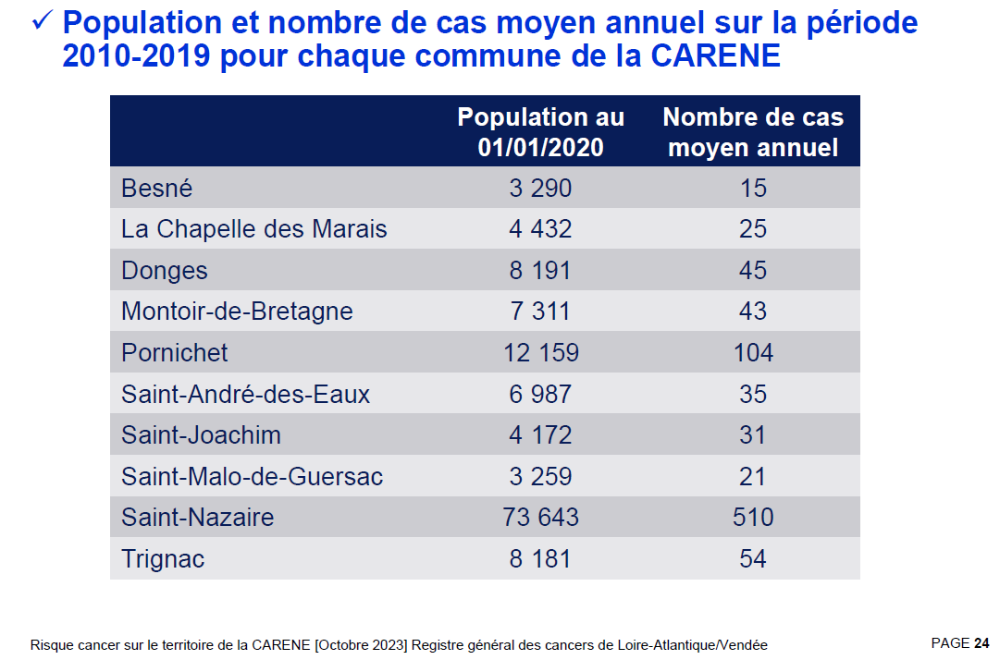 ✓ Population et nombre de cas moyen annuel sur la période
2010-2019 pour chaque commune de la CARENE
Population au 01/01/2020 Nombre de cas moyen annuel
Besné 3 290 15
La Chapelle des Marais 4 432 25
Donges 8 191 45
Montoir-de-Bretagne 7 311 43
Pornichet 12 159 104
Saint-André-des-Eaux 6 987 35
Saint-Joachim 4 172 31
Saint-Malo-de-Guersac 3 259 21
Saint-Nazaire 73 643 510
Trignac 8 181 54
Risque cancer sur le territoire de la CARENE [Octobre 2023] Registre général des cancers de Loire-Atlantique/Vendée PAGE 24